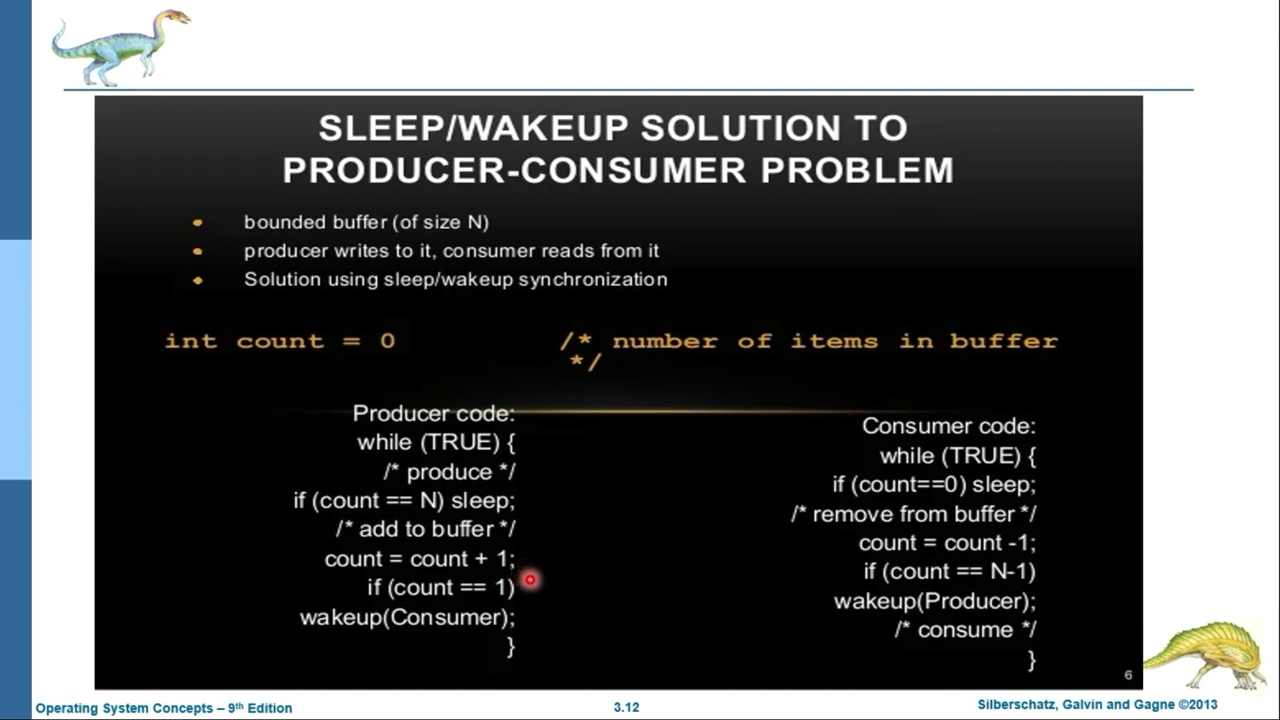 SLEEP/WAKEUP SOLUTION TO
PRODUCER-CONSUMER PROBLEM
• bounded buffer (of size N)
• producer writes to it, consumer reads from it
• Solution using sleep/wakeup synchronization
int count = 0 /* number of items in buffer
*/
Producer code:
while (TRUE) {
/* produce */
if (count == N) sleep;
/* add to buffer */
count = count + 1;
if (count == 1)
wakeup(Consumer);
}
Consumer code:
while (TRUE) {
if (count==0) sleep;
/* remove from buffer */
count = count -1;
if (count == N-1)
wakeup(Producer);
/* consume */
}
6
Operating System Concepts – 9th Edition
3.12
Silberschatz, Galvin and Gagne ©2013